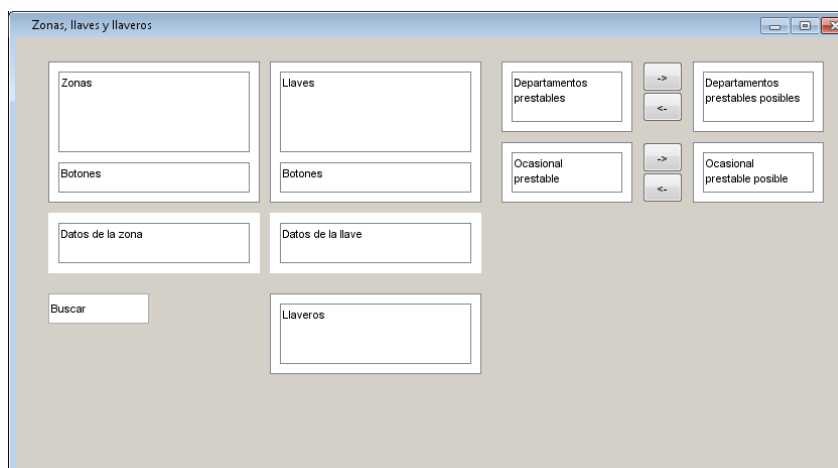 Zonas, llaves y llaveros
Zonas
Botones
Llaves
Botones
Departamentos
prestables
->
<-
Departamentos
prestables posibles
Ocasional
prestable
->
<-
Ocasional
prestable posible
Datos de la zona
Datos de la llave
Buscar
Llaveros